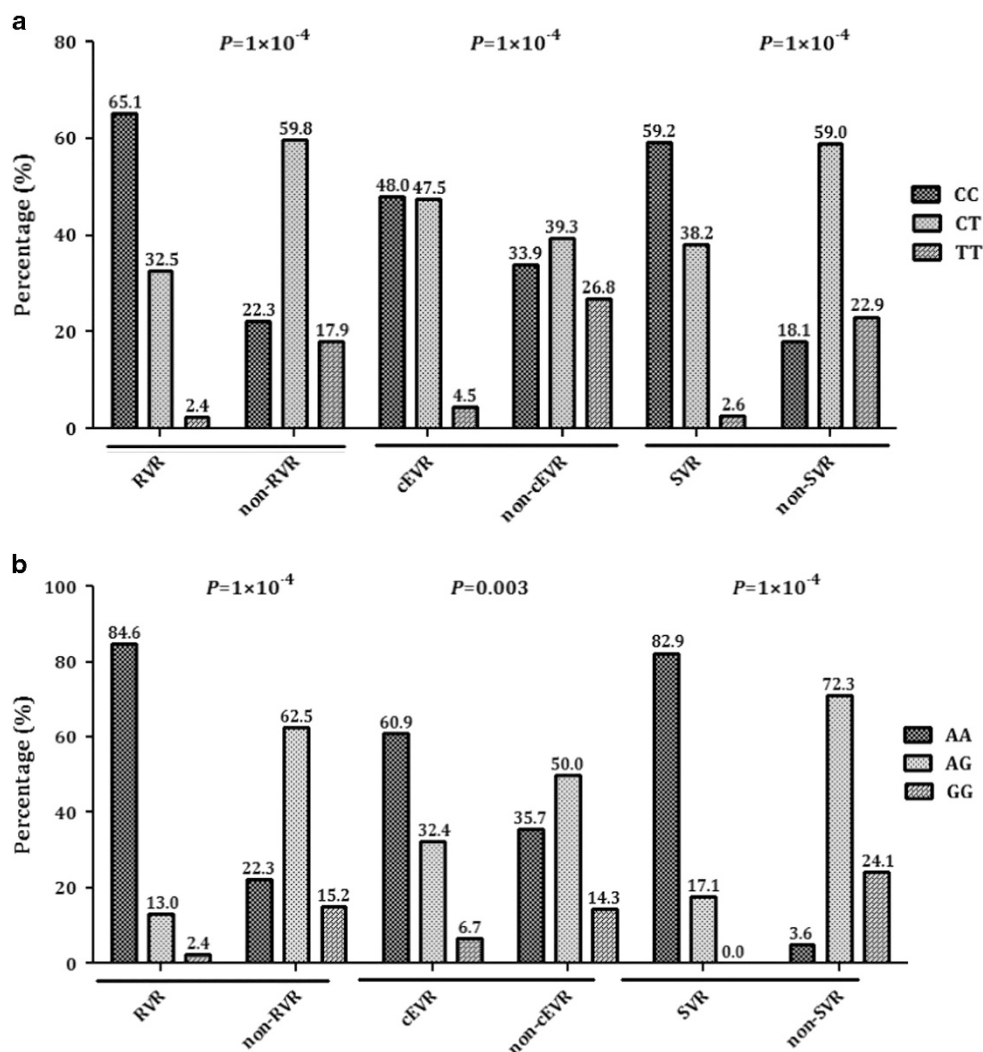 a
P=1×10-4 P=1×10-4 P=1×10-4
80
60
40
20
0
Percentage (%)
65.1 32.5 2.4 22.3 59.8 17.9 48.0 47.5 4.5 33.9 39.3 26.8 59.2 38.2 2.6 18.1 59.0 22.9
CC
CT
TT
RVR non-RVR cEVR non-cEVR SVR non-SVR
b
P=1×10-4 P=0.003 P=1×10-4
100
80
60
40
20
0
Percentage (%)
84.6 13.0 2.4 22.3 62.5 15.2 60.9 32.4 6.7 35.7 50.0 14.3 82.9 17.1 0.0 3.6 72.3 24.1
AA
AG
GG
RVR non-RVR cEVR non-cEVR SVR non-SVR